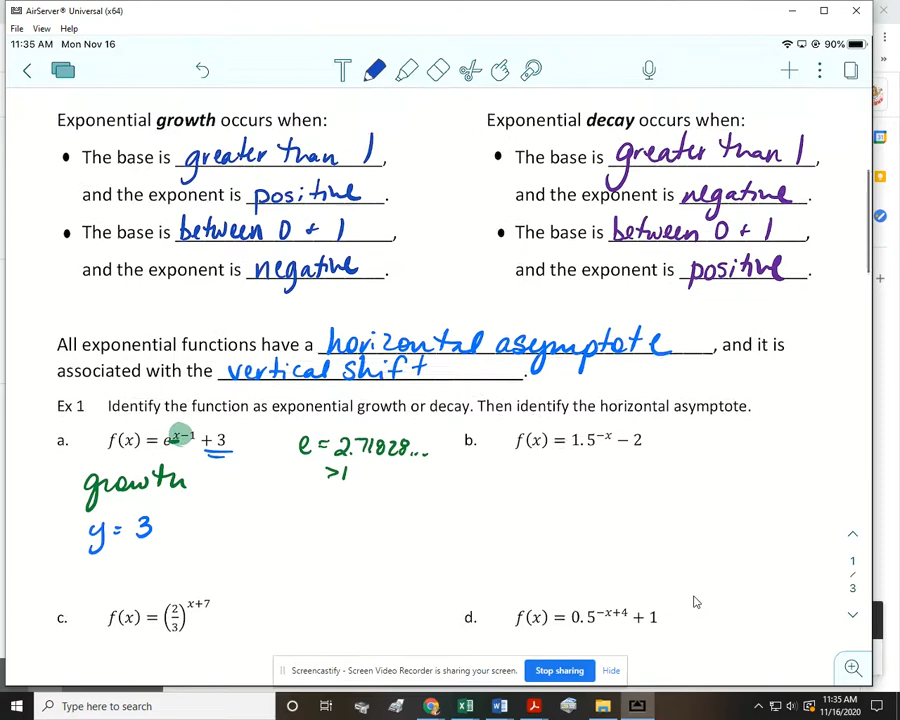 AirServer® Universal (x64)
File View Help
11:35 AM Mon Nov 16
90%
T
Exponential growth occurs when:
• The base is greater than 1,
and the exponent is positive.
• The base is between 0 + 1,
and the exponent is negative.
Exponential decay occurs when:
• The base is greater than 1,
and the exponent is negative.
• The base is between 0 + 1,
and the exponent is positive.
All exponential functions have a horizontal asymptote, and it is
associated with the vertical shift.
Ex 1 Identify the function as exponential growth or decay. Then identify the horizontal asymptote.
a. f(x) = e^{x−1} + 3
e = 2.71828...
>1
growth
y = 3
b. f(x) = 1.5^{−x} − 2
c. f(x) = (2/3)^{x+7}
d. f(x) = 0.5^{−x+4} + 1
1
/
3
Screencastify - Screen Video Recorder is sharing your screen. Stop sharing Hide
Type here to search
11:35 AM
11/16/2020